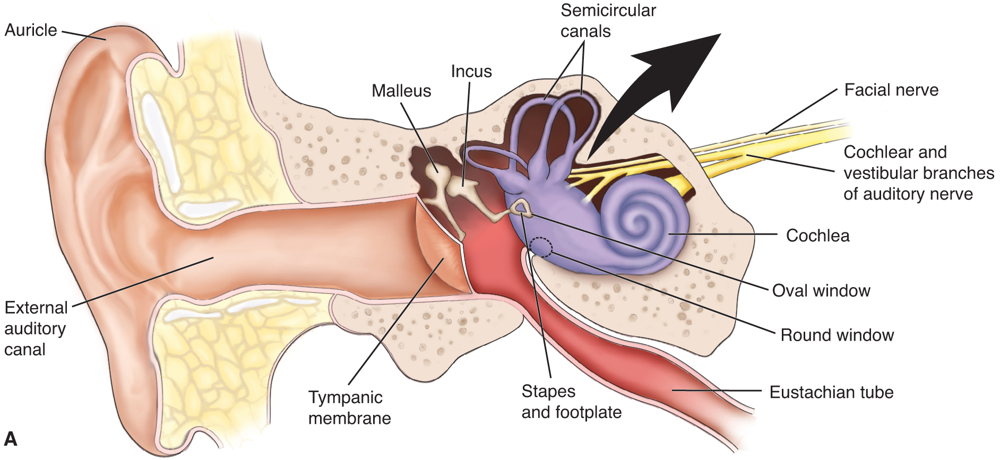 Semicircular
canals
Auricle
Incus
Malleus
Facial nerve
Cochlear and
vestibular branches
of auditory nerve
Cochlea
Oval window
External
auditory
canal
Round window
Tympanic
membrane
Stapes
and footplate
Eustachian tube
A